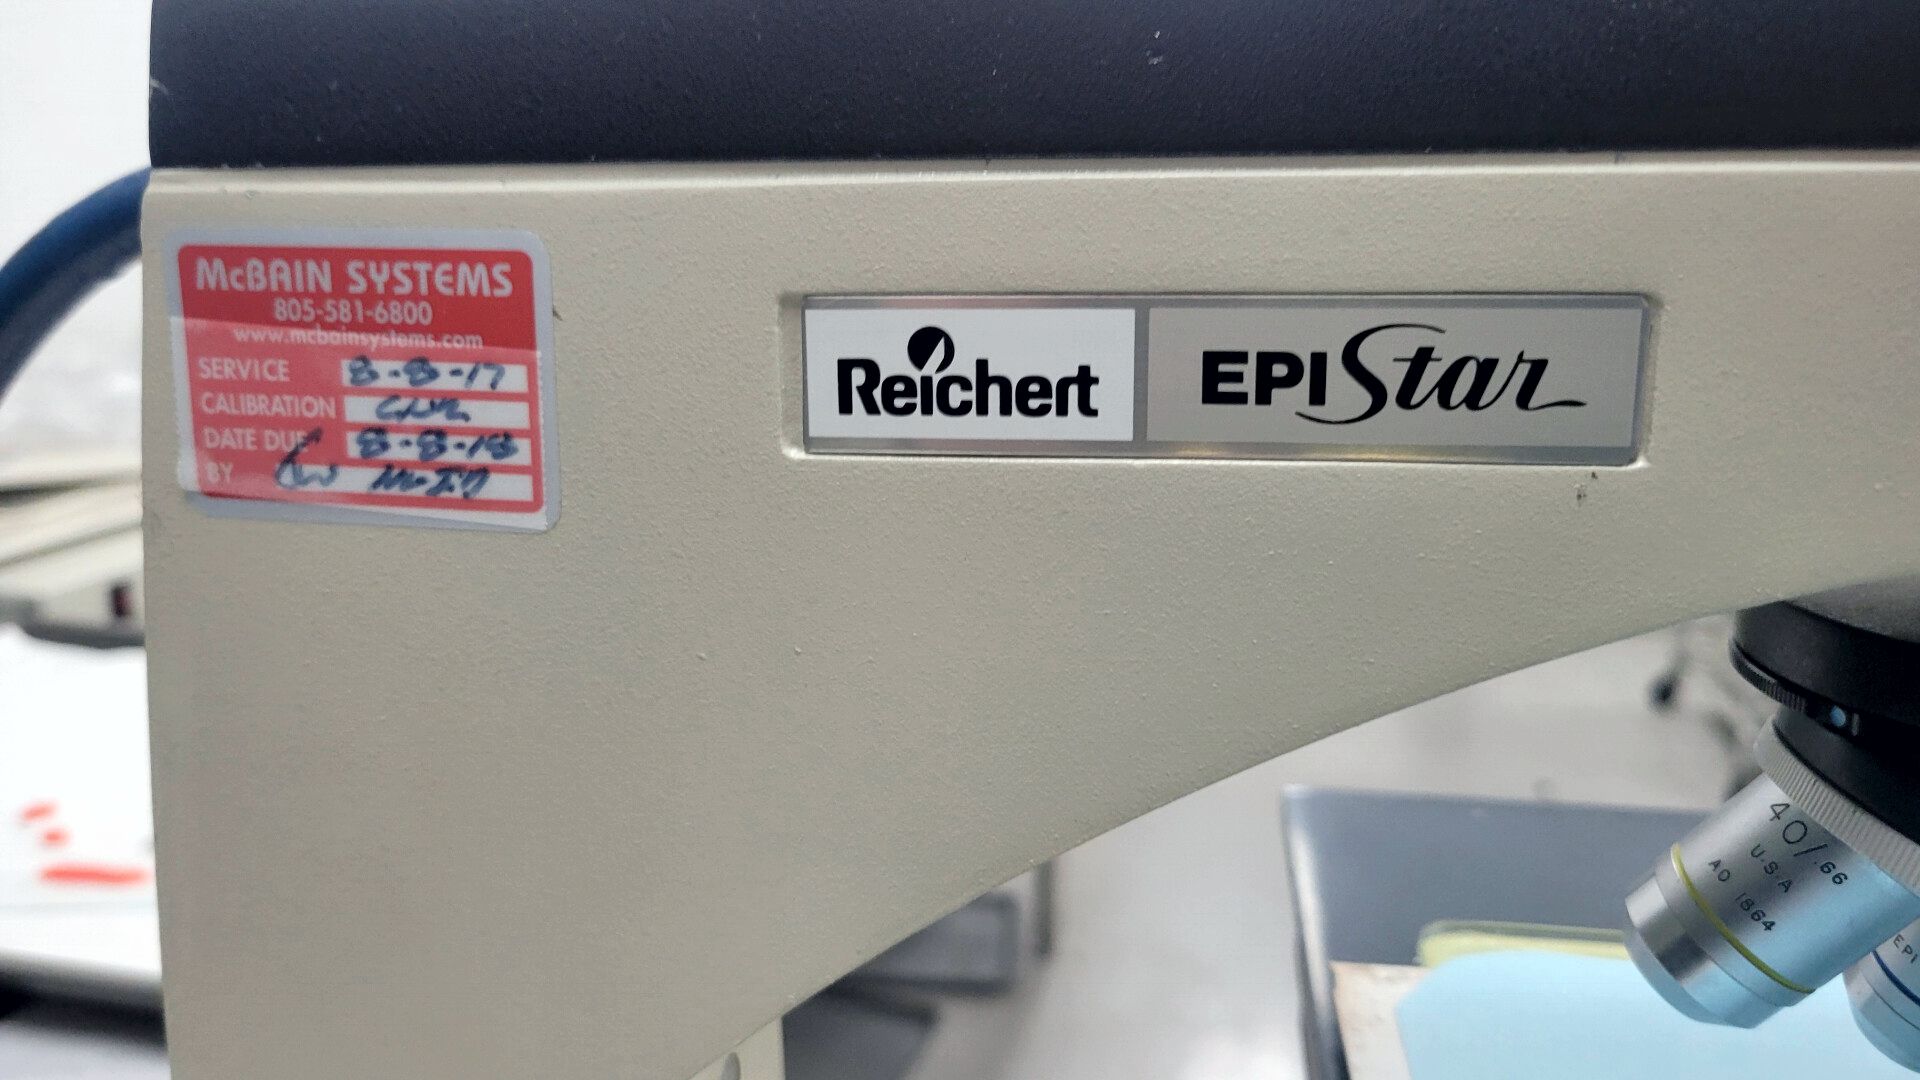 McBAIN SYSTEMS
805-581-6800
www.mcbainsystems.com
SERVICE 8-8-17
CALIBRATION
DATE DUE 8-8-18
BY
Reichert
EPIStar
40/.66
U·S·A
AO 1864
EPI